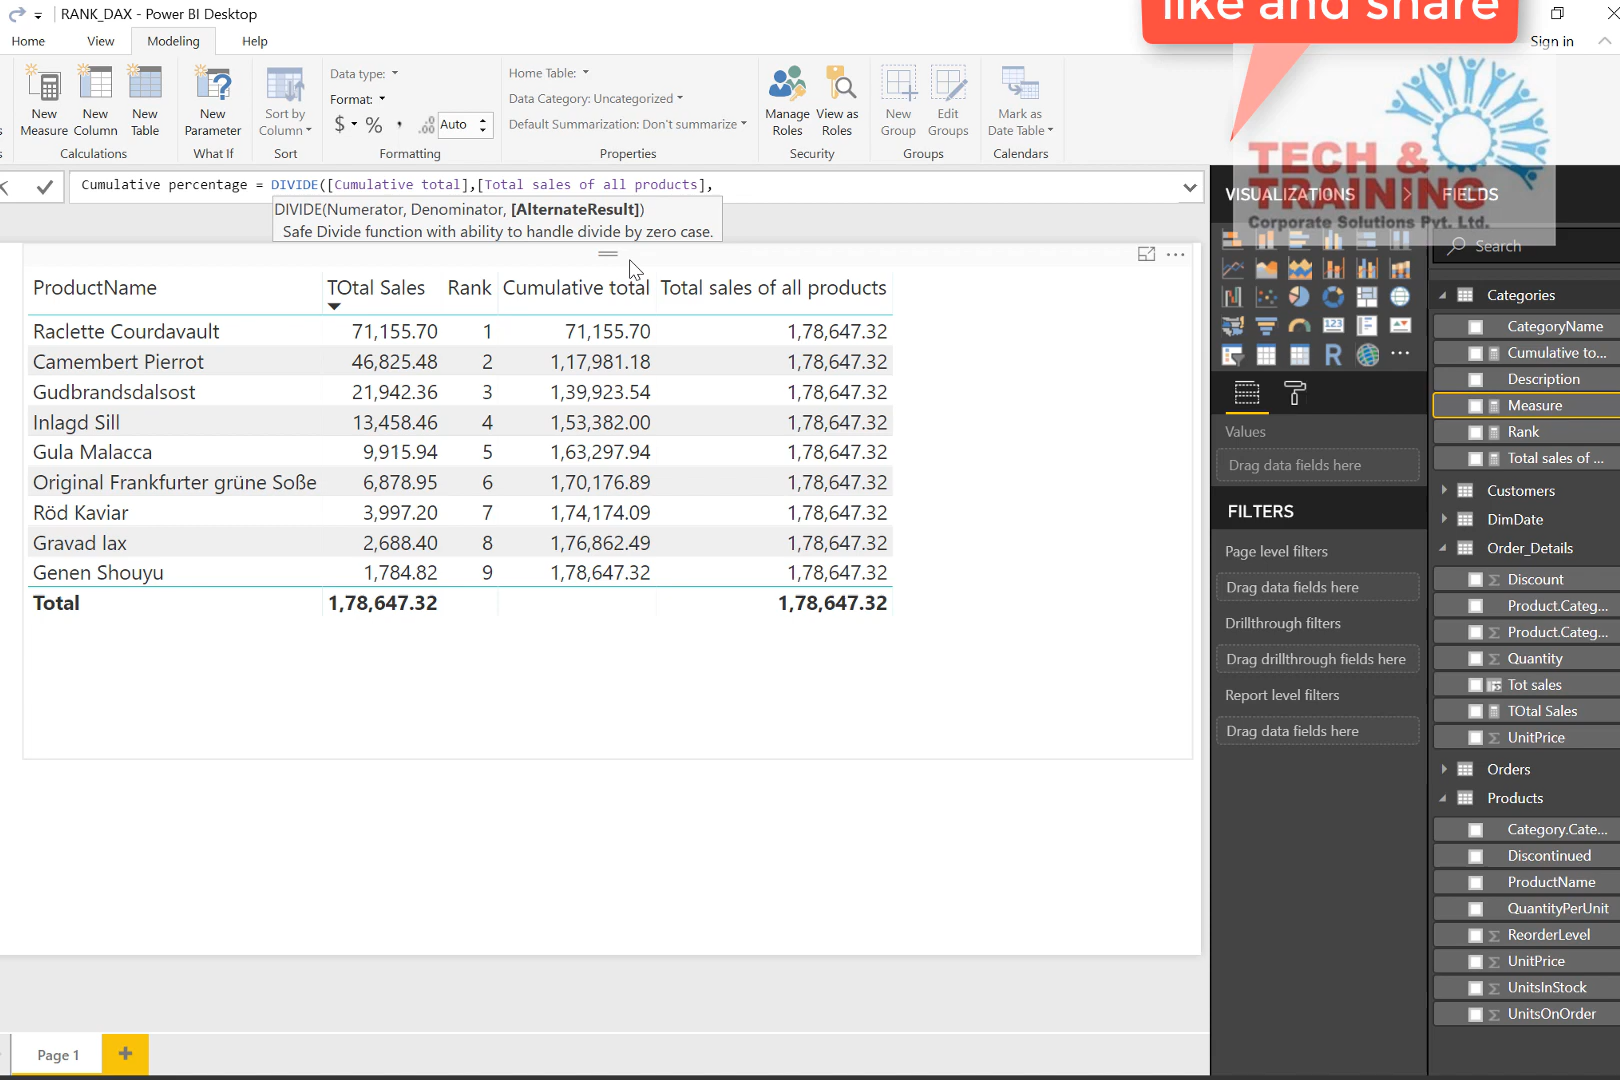 RANK_DAX - Power BI Desktop
like and share
Home View Modeling Help
Sign in
New Measure
New Column
New Table
Calculations
New Parameter
What If
Sort by Column
Sort
Data type:
Format:
$ % , Auto
Formatting
Home Table:
Data Category: Uncategorized
Default Summarization: Don't summarize
Properties
Manage Roles
View as Roles
Security
New Group
Edit Groups
Groups
Mark as Date Table
Calendars
TECH & TRAINING
Corporate Solutions Pvt. Ltd.
Cumulative percentage = DIVIDE([Cumulative total],[Total sales of all products],
DIVIDE(Numerator, Denominator, [AlternateResult])
Safe Divide function with ability to handle divide by zero case.
ProductName TOtal Sales Rank Cumulative total Total sales of all products
Raclette Courdavault 71,155.70 1 71,155.70 1,78,647.32
Camembert Pierrot 46,825.48 2 1,17,981.18 1,78,647.32
Gudbrandsdalsost 21,942.36 3 1,39,923.54 1,78,647.32
Inlagd Sill 13,458.46 4 1,53,382.00 1,78,647.32
Gula Malacca 9,915.94 5 1,63,297.94 1,78,647.32
Original Frankfurter grüne Soße 6,878.95 6 1,70,176.89 1,78,647.32
Röd Kaviar 3,997.20 7 1,74,174.09 1,78,647.32
Gravad lax 2,688.40 8 1,76,862.49 1,78,647.32
Genen Shouyu 1,784.82 9 1,78,647.32 1,78,647.32
Total 1,78,647.32 1,78,647.32
Page 1
VISUALIZATIONS
R
Values
Drag data fields here
FILTERS
Page level filters
Drag data fields here
Drillthrough filters
Drag drillthrough fields here
Report level filters
Drag data fields here
FIELDS
Search
Categories
CategoryName
Cumulative to...
Description
Measure
Rank
Total sales of ...
Customers
DimDate
Order_Details
Discount
Product.Categ...
Product.Categ...
Quantity
Tot sales
TOtal Sales
UnitPrice
Orders
Products
Category.Cate...
Discontinued
ProductName
QuantityPerUnit
ReorderLevel
UnitPrice
UnitsInStock
UnitsOnOrder